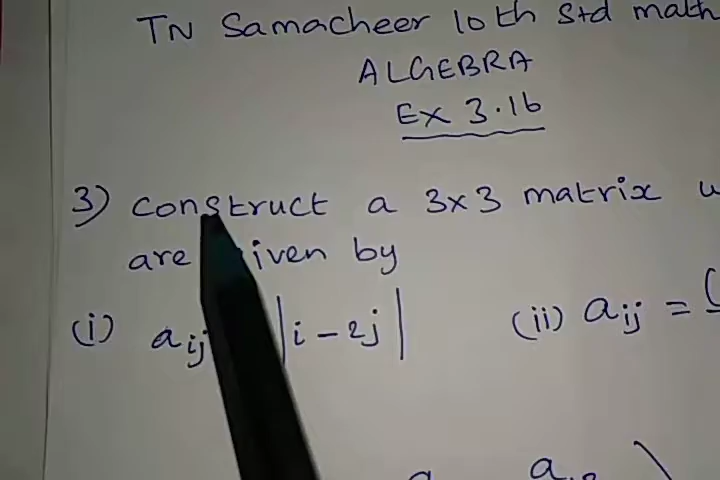 TN Samacheer 10th Std math
ALGEBRA
Ex 3.16
3) Construct a 3x3 matrix
are given by
(i) aij |i - 2j| (ii) aij =
a a